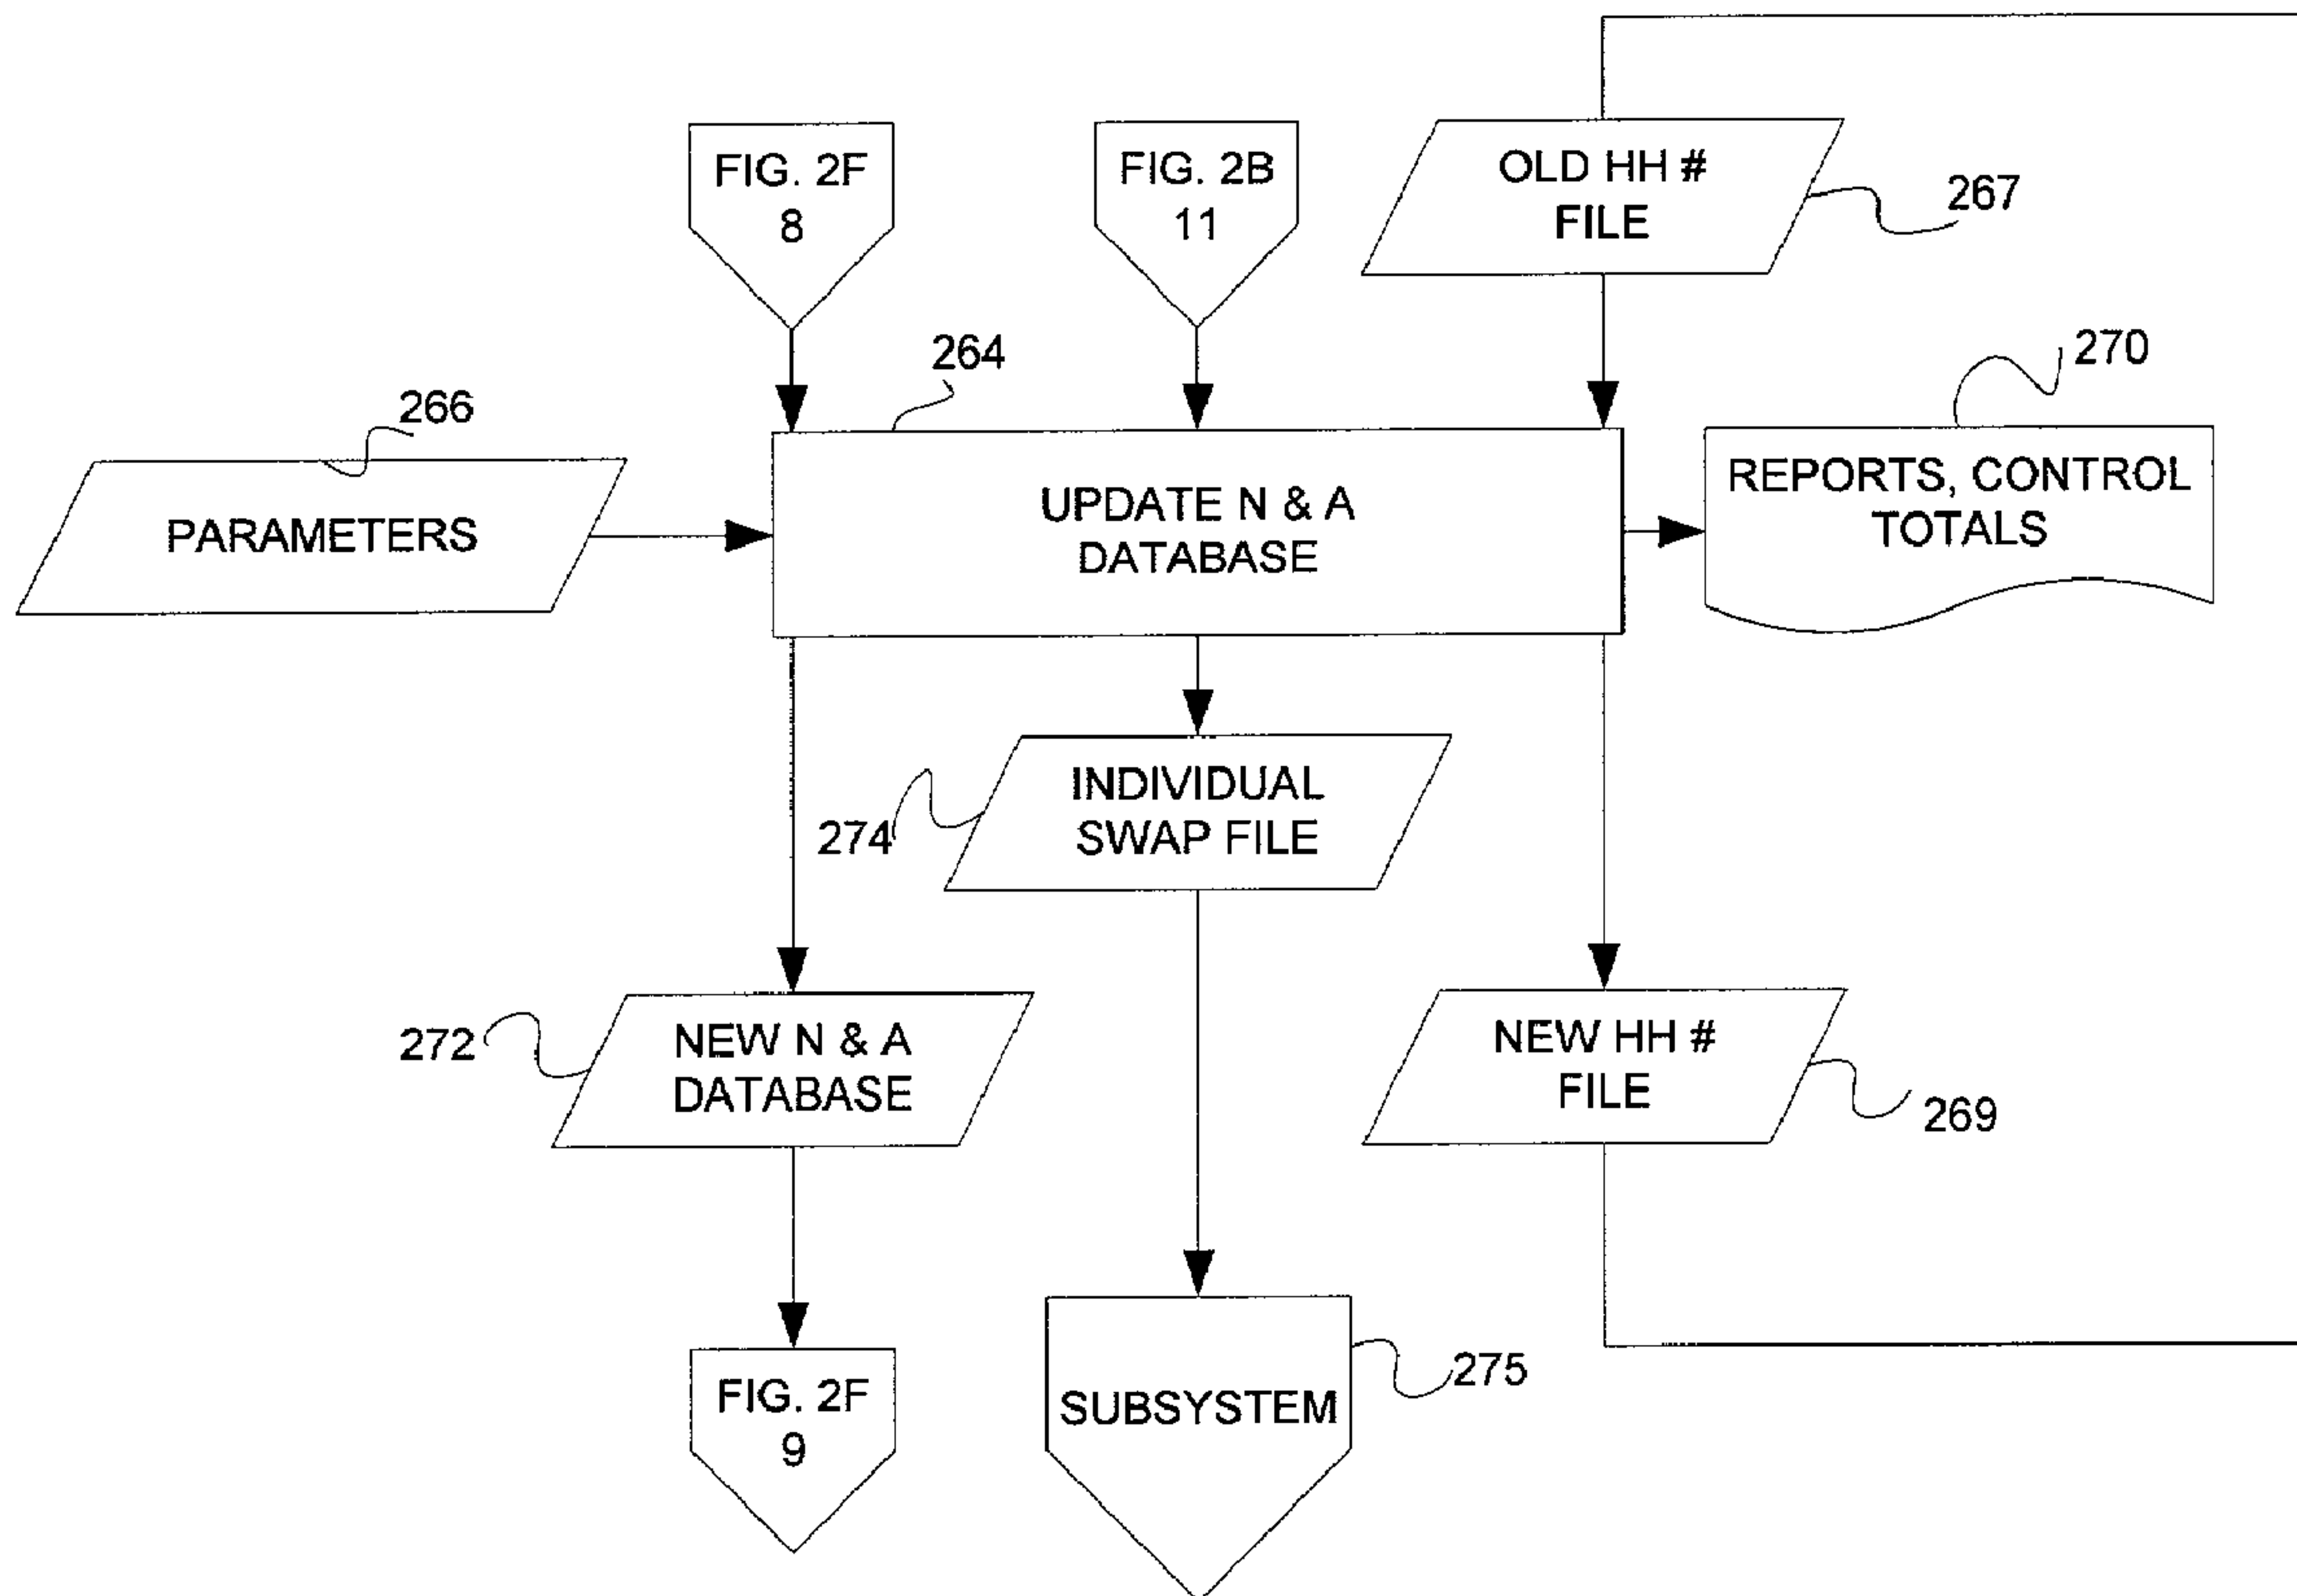 FIG. 2F
8
FIG. 2B
11
OLD HH #
FILE
267
264
270
266
PARAMETERS
UPDATE N & A
DATABASE
REPORTS, CONTROL
TOTALS
INDIVIDUAL
SWAP FILE
274
272
NEW N & A
DATABASE
NEW HH #
FILE
269
FIG. 2F
9
SUBSYSTEM
275